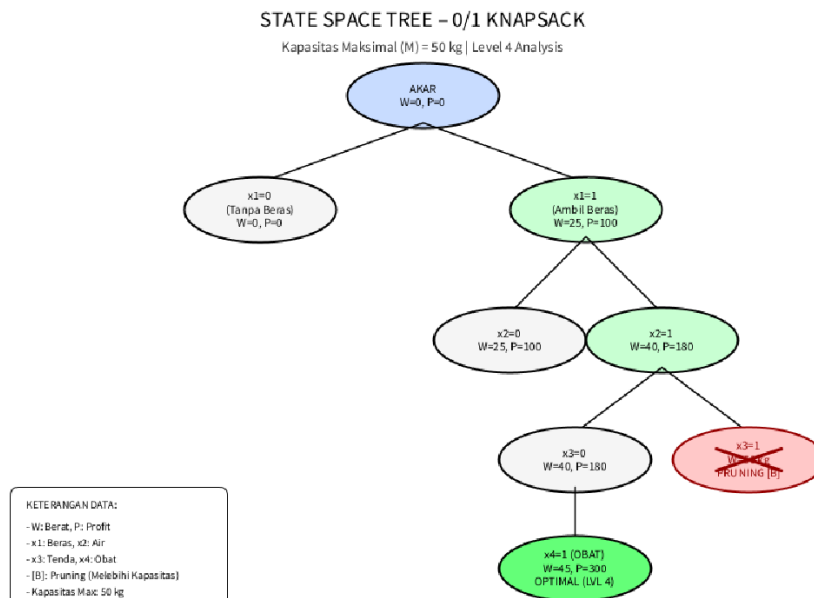 STATE SPACE TREE – 0/1 KNAPSACK
Kapasitas Maksimal (M) = 50 kg | Level 4 Analysis
AKAR
W=0, P=0
x1=0
(Tanpa Beras)
W=0, P=0
x1=1
(Ambil Beras)
W=25, P=100
x2=0
W=25, P=100
x2=1
W=40, P=180
x3=0
W=40, P=180
x3=1
PRUNING [B]
x4=1 (OBAT)
W=45, P=300
OPTIMAL (LVL 4)
KETERANGAN DATA:
- W: Berat, P: Profit
- x1: Beras, x2: Air
- x3: Tenda, x4: Obat
- [B]: Pruning (Melebihi Kapasitas)
- Kapasitas Max: 50 kg